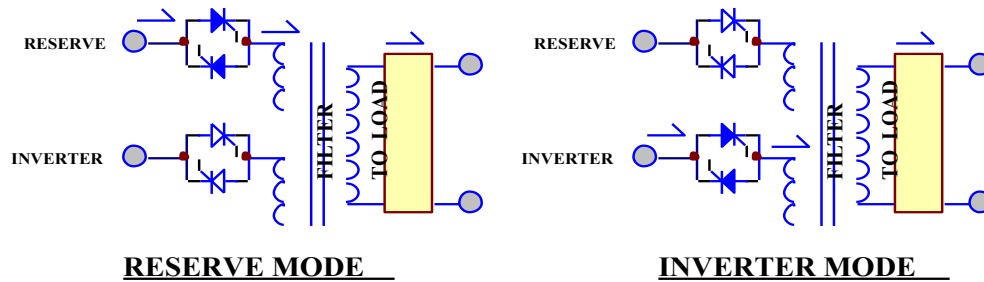 RESERVE
INVERTER
FILTER
TO LOAD
RESERVE MODE
RESERVE
INVERTER
FILTER
TO LOAD
INVERTER MODE